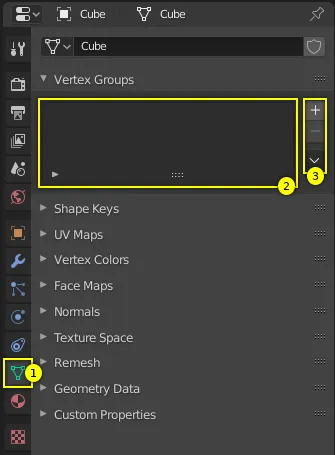 Cube Cube
Cube
Vertex Groups
2
3
Shape Keys
UV Maps
Vertex Colors
Face Maps
Normals
Texture Space
Remesh
1
Geometry Data
Custom Properties